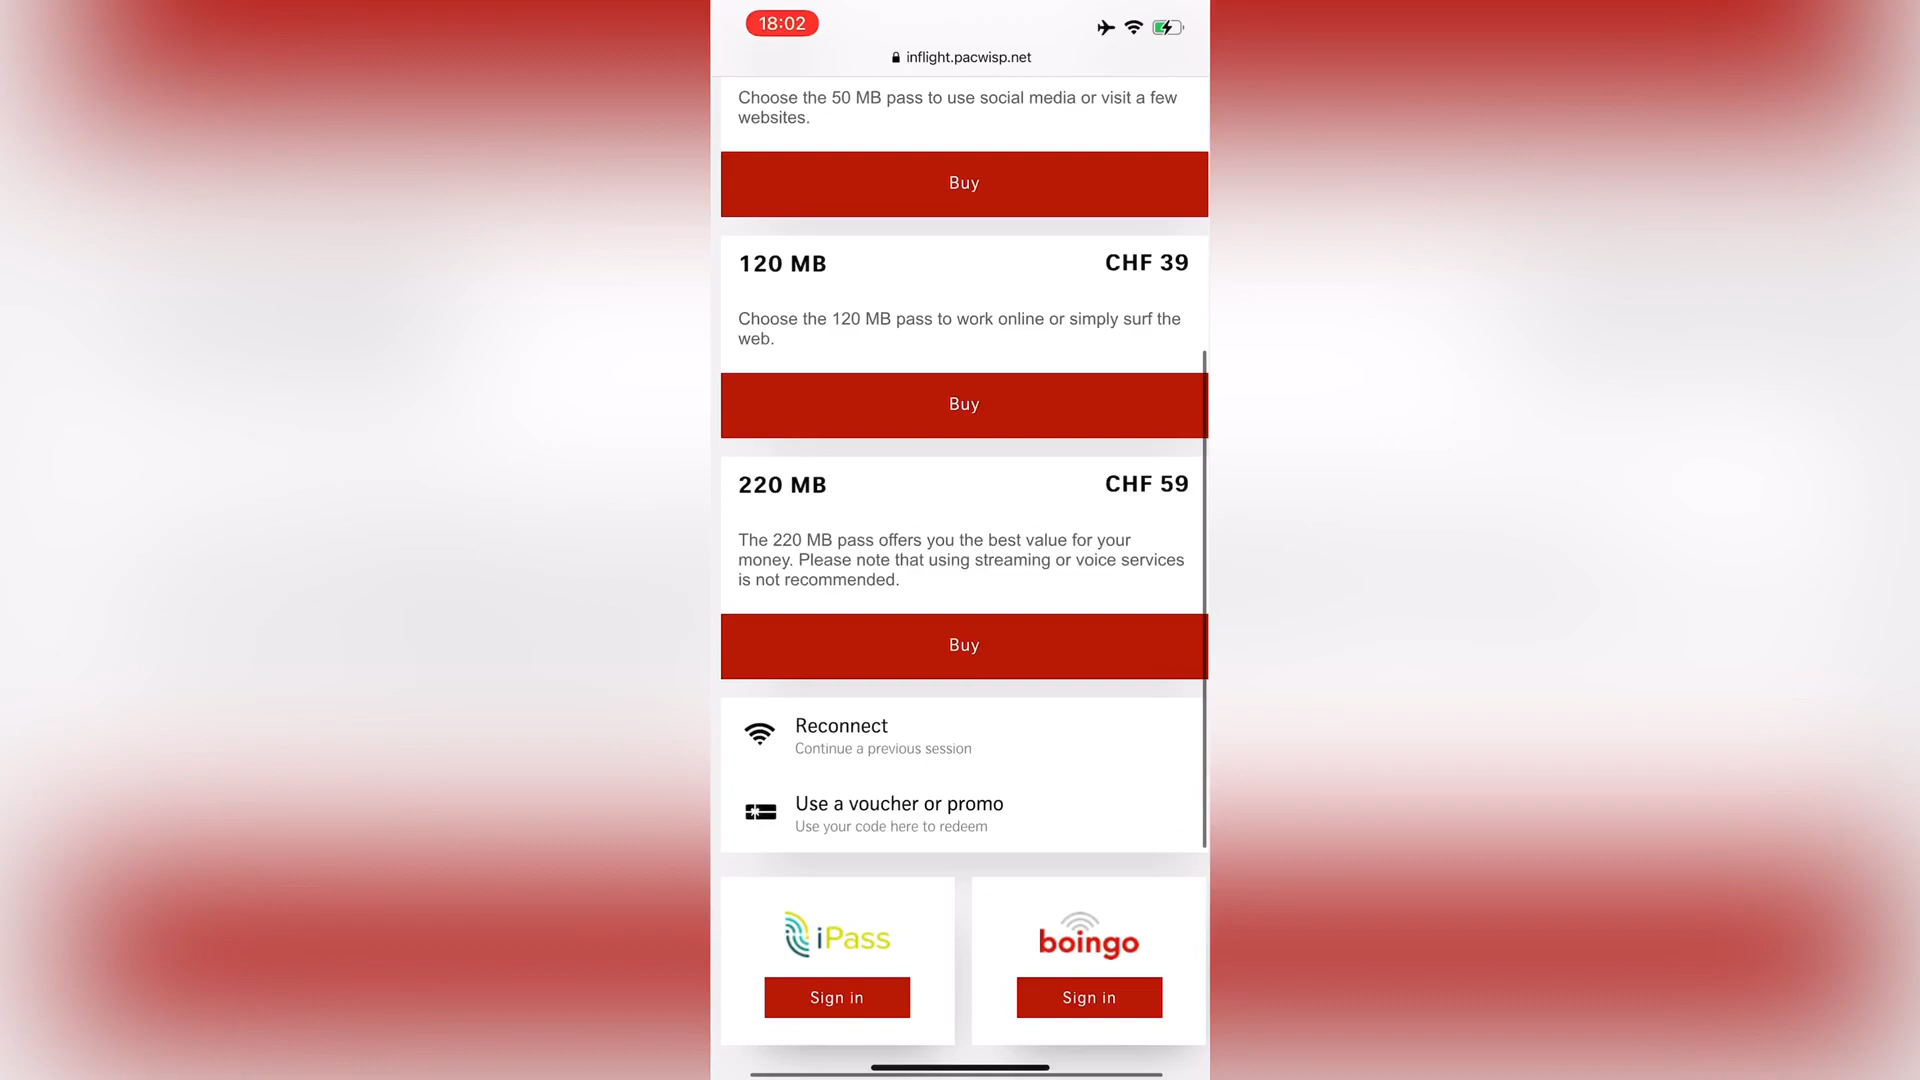 18:02
inflight.pacwisp.net
Choose the 50 MB pass to use social media or visit a few
websites.
Buy
120 MB CHF 39
Choose the 120 MB pass to work online or simply surf the
web.
Buy
220 MB CHF 59
The 220 MB pass offers you the best value for your
money. Please note that using streaming or voice services
is not recommended.
Buy
Reconnect
Continue a previous session
Use a voucher or promo
Use your code here to redeem
iPass boingo
Sign in Sign in